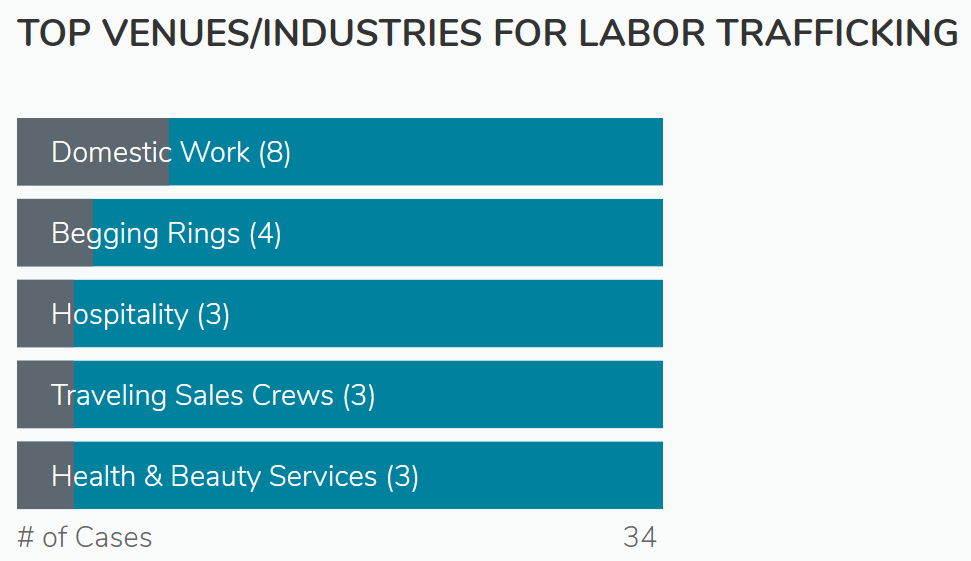 TOP VENUES/INDUSTRIES FOR LABOR TRAFFICKING
Domestic Work (8)
Begging Rings (4)
Hospitality (3)
Traveling Sales Crews (3)
Health & Beauty Services (3)
# of Cases 34